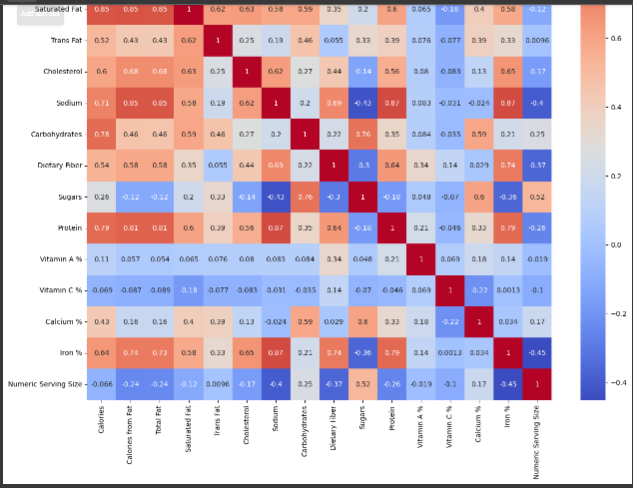 Saturated Fat 0.85 0.85 0.85 1 0.62 0.63 0.58 0.59 0.35 0.2 0.6 0.065 -0.18 0.4 0.58 -0.12
Trans Fat 0.52 0.43 0.43 0.62 1 0.25 0.19 0.46 0.055 0.33 0.39 0.076 -0.077 0.39 0.33 0.0096
Cholesterol 0.6 0.68 0.68 0.63 0.25 1 0.62 0.27 0.44 -0.14 0.56 0.08 -0.083 0.13 0.65 -0.17
Sodium 0.71 0.85 0.85 0.58 0.19 0.62 1 0.2 0.69 -0.43 0.87 0.083 -0.031 -0.024 0.87 -0.4
Carbohydrates 0.78 0.46 0.46 0.59 0.46 0.27 0.2 1 0.22 0.76 0.35 0.084 -0.035 0.59 0.21 0.25
Dietary Fiber 0.54 0.58 0.58 0.35 0.055 0.44 0.69 0.22 1 -0.3 0.64 0.34 0.14 0.029 0.74 -0.37
Sugars 0.26 -0.12 -0.12 0.2 0.33 -0.14 -0.43 0.76 -0.3 1 -0.18 0.048 -0.07 0.6 -0.36 0.52
Protein 0.79 0.81 0.81 0.6 0.39 0.56 0.87 0.35 0.64 -0.18 1 0.21 -0.046 0.33 0.79 -0.26
Vitamin A % 0.11 0.057 0.054 0.065 0.076 0.08 0.083 0.084 0.34 0.048 0.21 1 0.069 0.18 0.14 -0.019
Vitamin C % -0.069 -0.087 -0.089 -0.18 -0.077 -0.083 -0.031 -0.035 0.14 -0.07 -0.046 0.069 1 -0.22 0.0013 -0.1
Calcium % 0.43 0.16 0.16 0.4 0.39 0.13 -0.024 0.59 0.029 0.6 0.33 0.18 -0.22 1 0.034 0.17
Iron % 0.64 0.74 0.73 0.58 0.33 0.65 0.87 0.21 0.74 -0.36 0.79 0.14 0.0013 0.034 1 -0.45
Numeric Serving Size -0.066 -0.24 -0.24 -0.12 0.0096 -0.17 -0.4 0.25 -0.37 0.52 -0.26 -0.019 -0.1 0.17 -0.45 1
Calories
Calories from Fat
Total Fat
Saturated Fat
Trans Fat
Cholesterol
Sodium
Carbohydrates
Dietary Fiber
Sugars
Protein
Vitamin A %
Vitamin C %
Calcium %
Iron %
Numeric Serving Size
0.6
0.4
0.2
0.0
−0.2
−0.4